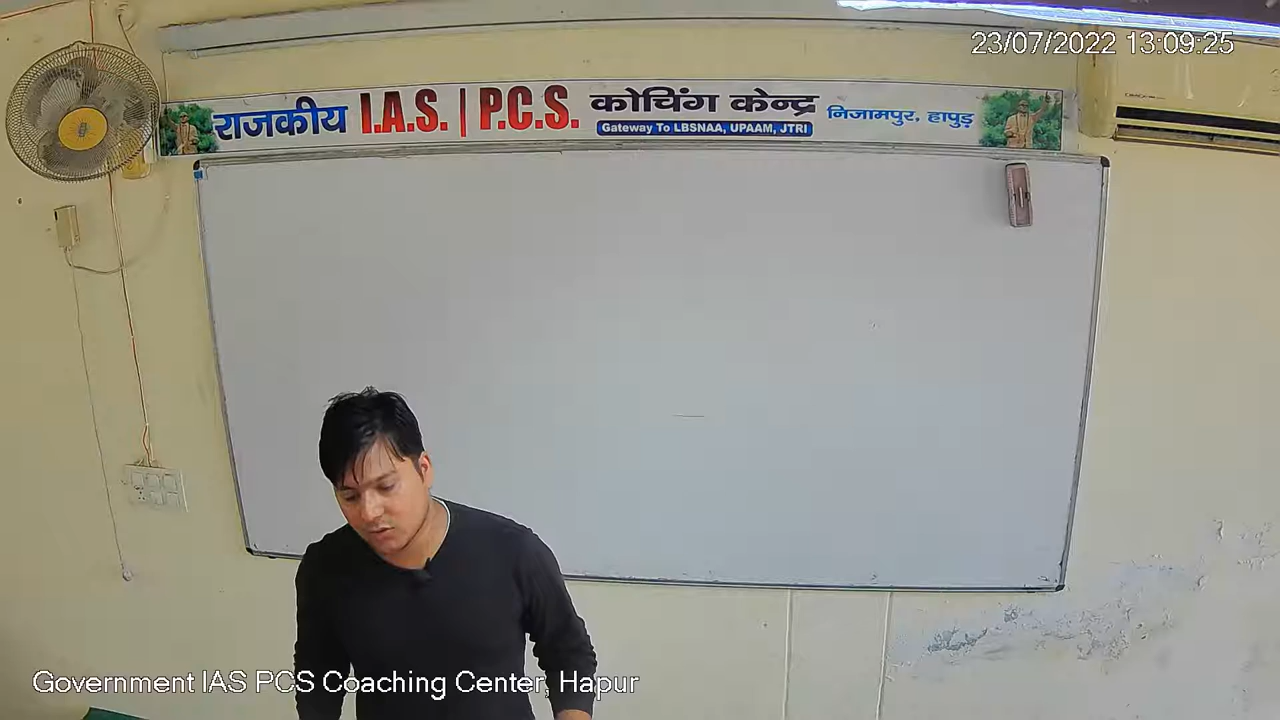 23/07/2022 13:09:25
राजकीय I.A.S. | P.C.S. कोचिंग केन्द्र निजामपुर, हापुड़
Gateway To LBSNAA, UPAAM, JTRI
Government IAS PCS Coaching Center, Hapur